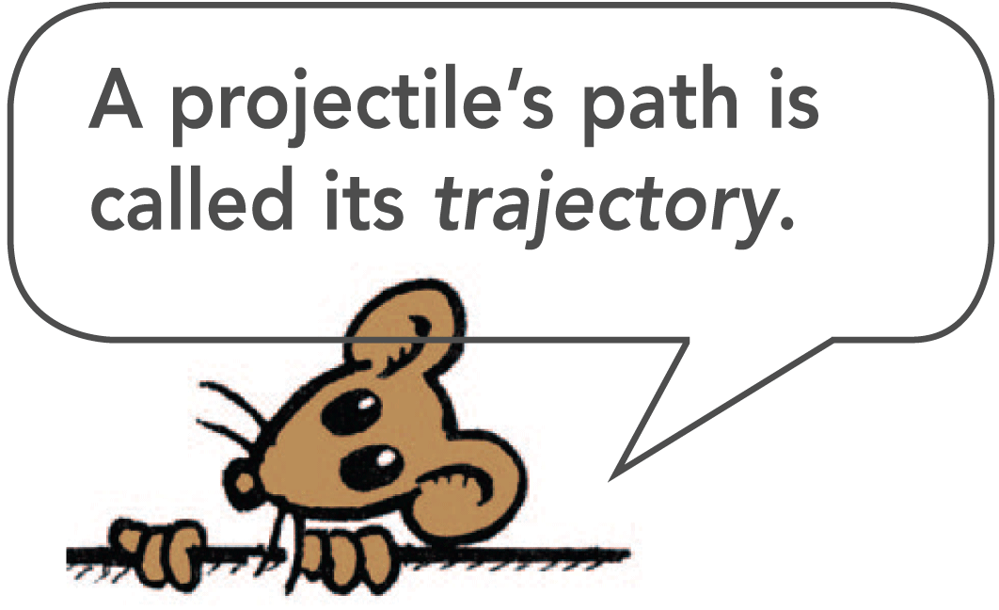 A projectile’s path is
called its trajectory.